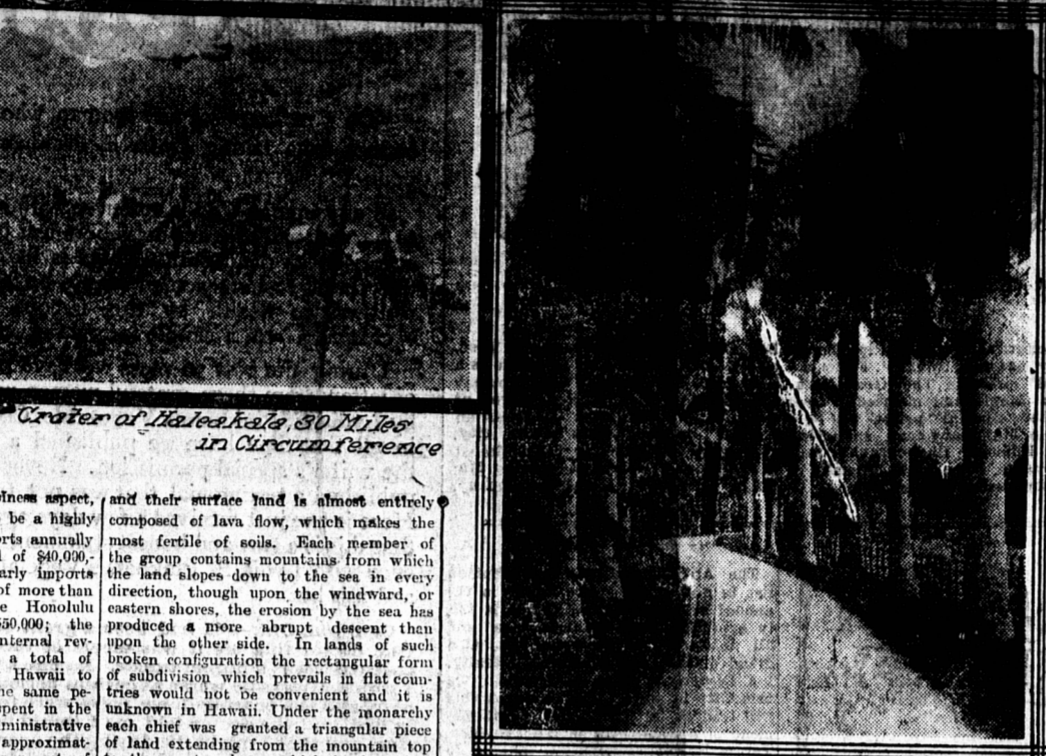 Crater of Haleakala, 30 Miles
in Circumference
iness aspect,
be a highly
rts annually
of $40,000,-
arly imports
of more than
e Honolulu
550,000; the
nternal rev-
a total of
Hawaii to
he same pe-
spent in the
ministrative
approximat-
and their surface land is almost entirely
composed of lava flow, which makes the
most fertile of soils. Each member of
the group contains mountains from which
the land slopes down to the sea in every
direction, though upon the windward, or
eastern shores, the erosion by the sea has
produced a more abrupt descent than
upon the other side. In lands of such
broken configuration the rectangular form
of subdivision which prevails in flat coun-
tries would not be convenient and it is
unknown in Hawaii. Under the monarchy
each chief was granted a triangular piece
of land extending from the mountain top